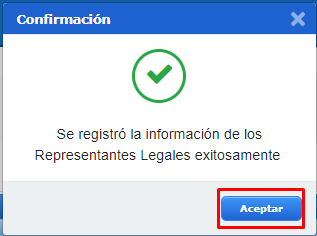 Confirmación
Se registró la información de los
Representantes Legales exitosamente
Aceptar